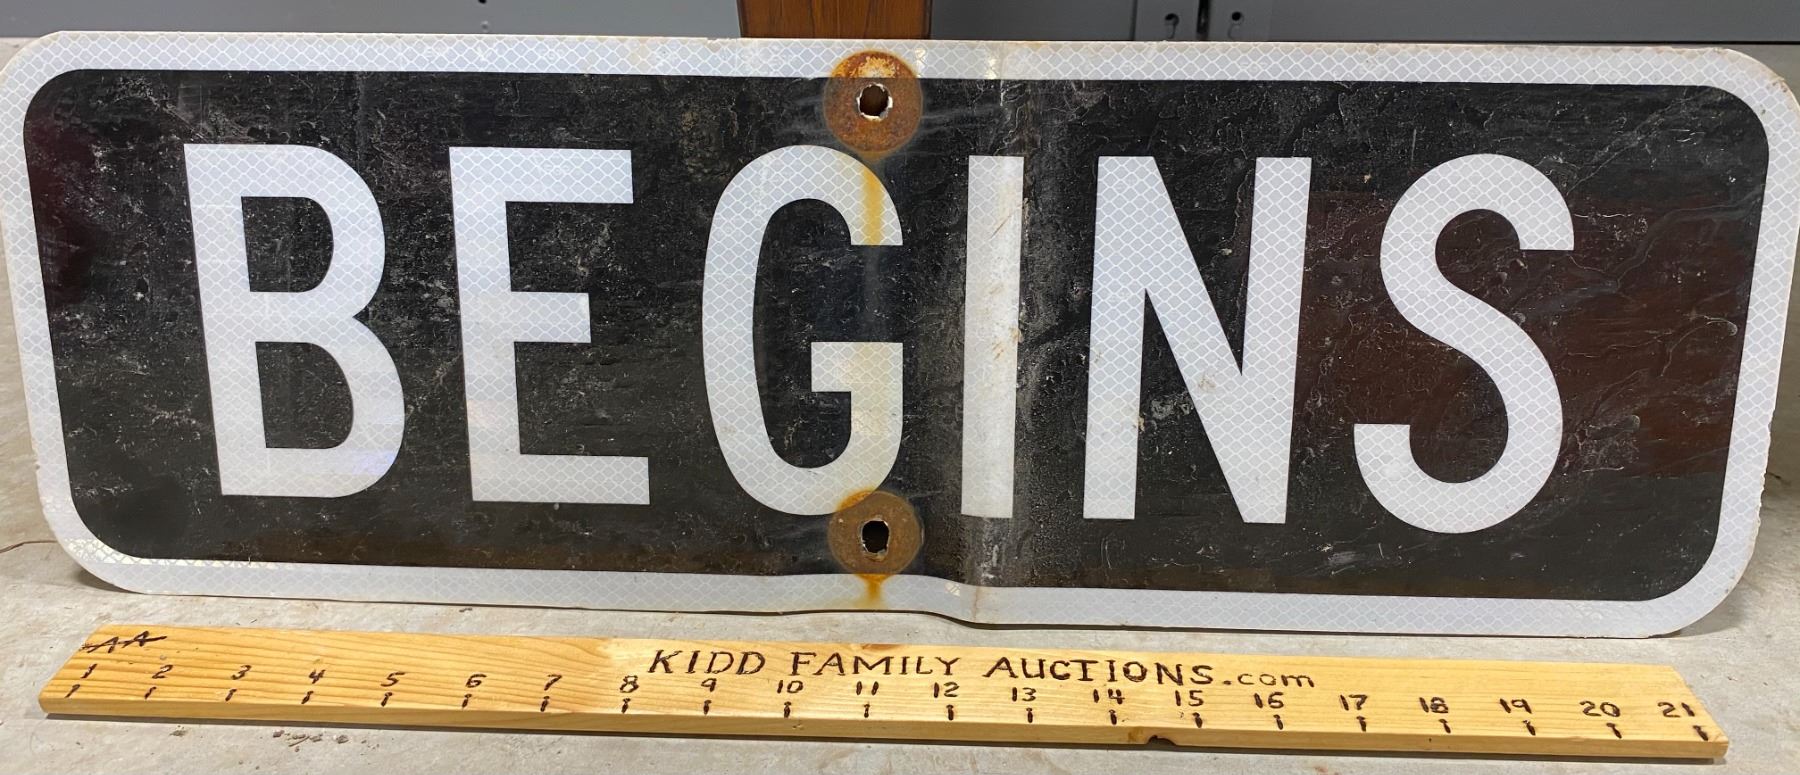 BEGINS
AA
KIDD FAMILY AUCTIONS.com
1 2 3 4 5 6 7 8 9 10 11 12 13 14 15 16 17 18 19 20 21